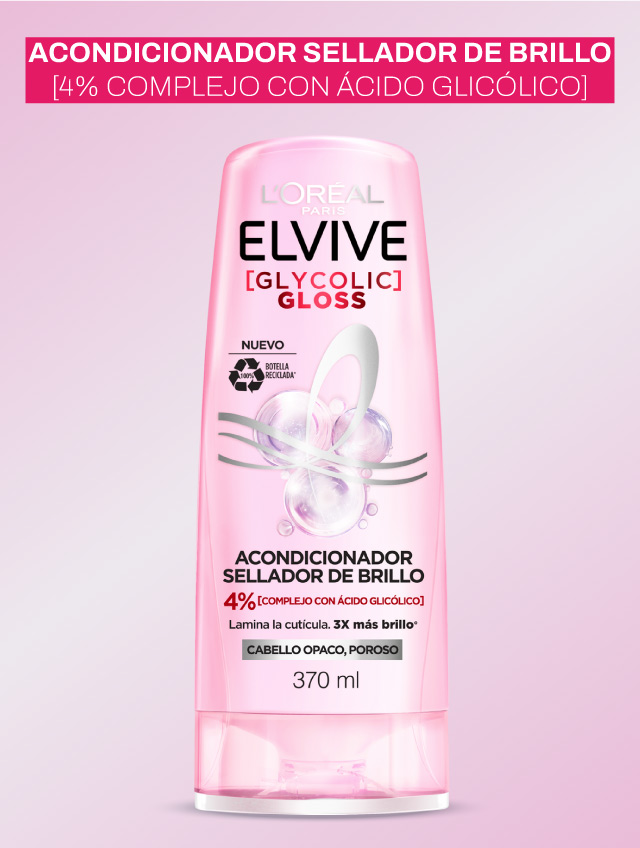 ACONDICIONADOR SELLADOR DE BRILLO
[4% COMPLEJO CON ÁCIDO GLICÓLICO]
L'ORÉAL
PARIS
ELVIVE
[GLYCOLIC]
GLOSS
NUEVO
100%
BOTELLA
RECICLADA*
ACONDICIONADOR
SELLADOR DE BRILLO
4% [COMPLEJO CON ÁCIDO GLICÓLICO]
Lamina la cutícula. 3X más brillo*
CABELLO OPACO, POROSO
370 ml